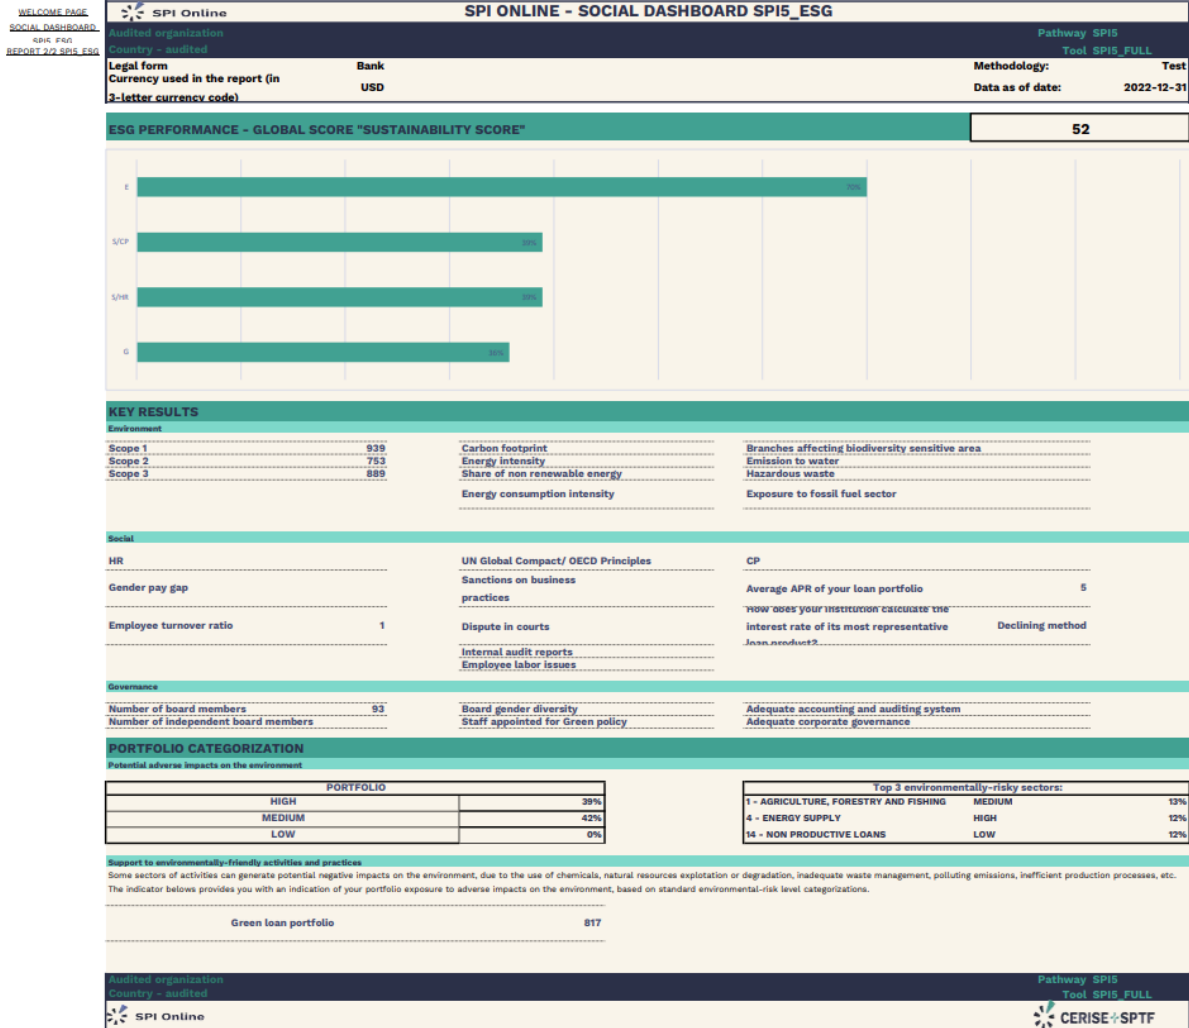 WELCOME PAGE
SOCIAL DASHBOARD
SPI5_ESG
REPORT 2/2 SPI5_ESG
SPI Online
SPI ONLINE - SOCIAL DASHBOARD SPI5_ESG
Audited organization
Pathway SPI5
Country - audited
Tool SPI5_FULL
Legal form Bank
Methodology: Test
Currency used in the report (in
3-letter currency code) USD
Data as of date: 2022-12-31
ESG PERFORMANCE - GLOBAL SCORE "SUSTAINABILITY SCORE" 52
E 70%
S/CP 39%
S/HR 39%
G 36%
KEY RESULTS
Environment
Scope 1 939 Carbon footprint Branches affecting biodiversity sensitive area
Scope 2 753 Energy intensity Emission to water
Scope 3 889 Share of non renewable energy Hazardous waste
Energy consumption intensity Exposure to fossil fuel sector
Social
HR UN Global Compact/ OECD Principles CP
Gender pay gap
Sanctions on business
practices
Average APR of your loan portfolio 5
Employee turnover ratio 1 Dispute in courts
How does your institution calculate the
interest rate of its most representative
loan product? Declining method
Internal audit reports
Employee labor issues
Governance
Number of board members 93 Board gender diversity Adequate accounting and auditing system
Number of independent board members Staff appointed for Green policy Adequate corporate governance
PORTFOLIO CATEGORIZATION
Potential adverse impacts on the environment
PORTFOLIO
HIGH 39%
MEDIUM 42%
LOW 0%
Top 3 environmentally-risky sectors:
1 - AGRICULTURE, FORESTRY AND FISHING MEDIUM 13%
4 - ENERGY SUPPLY HIGH 12%
14 - NON PRODUCTIVE LOANS LOW 12%
Support to environmentally-friendly activities and practices
Some sectors of activities can generate potential negative impacts on the environment, due to the use of chemicals, natural resources explotation or degradation, inadequate waste management, polluting emissions, inefficient production processes, etc.
The indicator belows provides you with an indication of your portfolio exposure to adverse impacts on the environment, based on standard environmental-risk level categorizations.
Green loan portfolio 817
Audited organization
Pathway SPI5
Country - audited
Tool SPI5_FULL
SPI Online
CERISE+SPTF